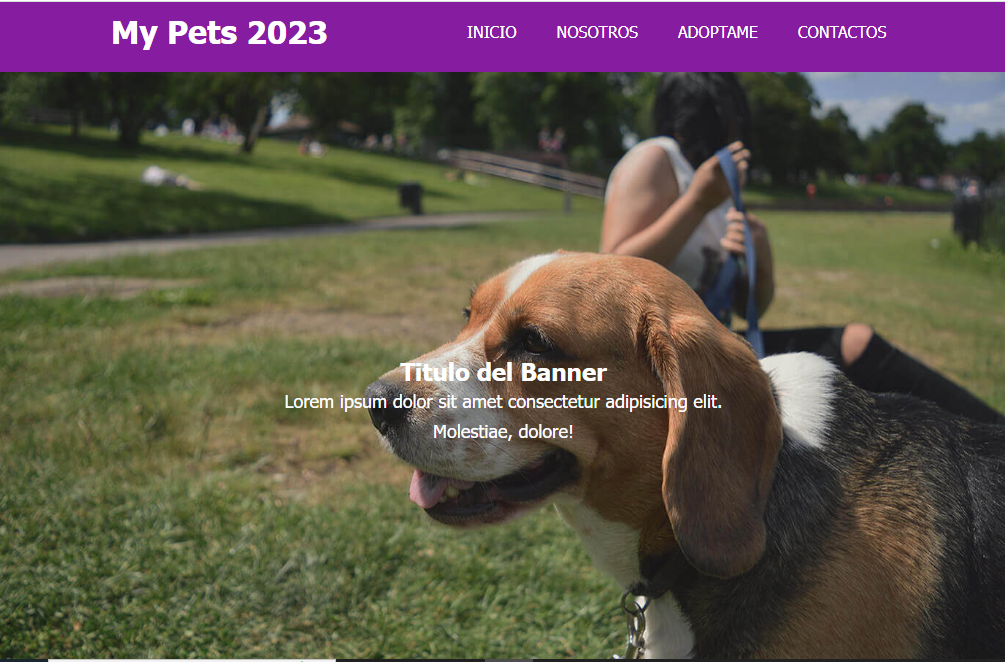 My Pets 2023
INICIO NOSOTROS ADOPTAME CONTACTOS
Titulo del Banner
Lorem ipsum dolor sit amet consectetur adipisicing elit.
Molestiae, dolore!